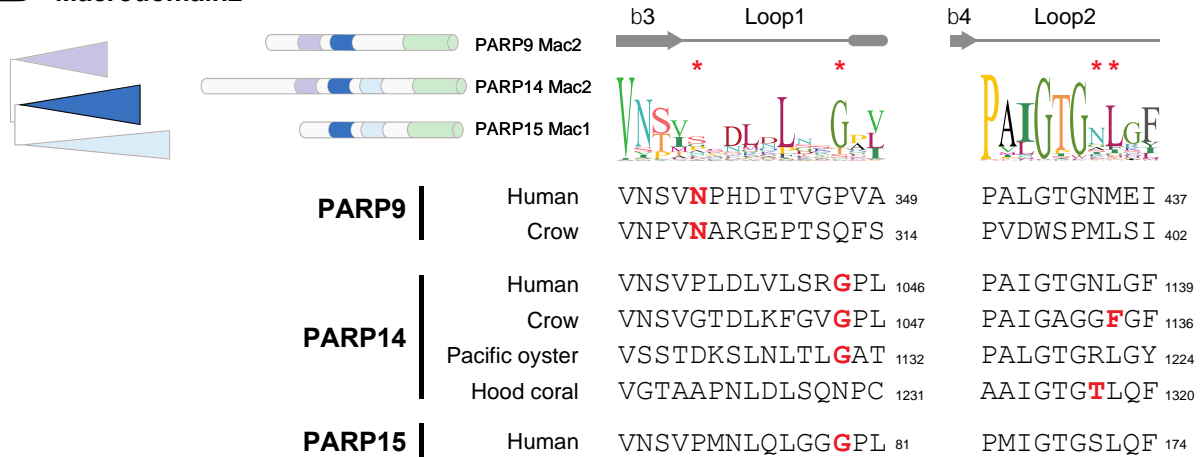 b3 Loop1 b4 Loop2
PARP9 Mac2
PARP14 Mac2
PARP15 Mac1
* * * *
PARP9
Human VNSVNPHDITVGPVA 349 PALGTGNMEI 437
Crow VNPVNARGEPTSQFS 314 PVDWSPMLSI 402
PARP14
Human VNSVPLDLVLSRGPL 1046 PAIGTGNLGF 1139
Crow VNSVGTDLKFGVGPL 1047 PAIGAGGFGF 1136
Pacific oyster VSSTDKSLNLTLGAT 1132 PALGTGRLGY 1224
Hood coral VGTAAPNLDLSQNPC 1231 AAIGTGTLQF 1320
PARP15 Human VNSVPMNLQLGGGPL 81 PMIGTGSLQF 174